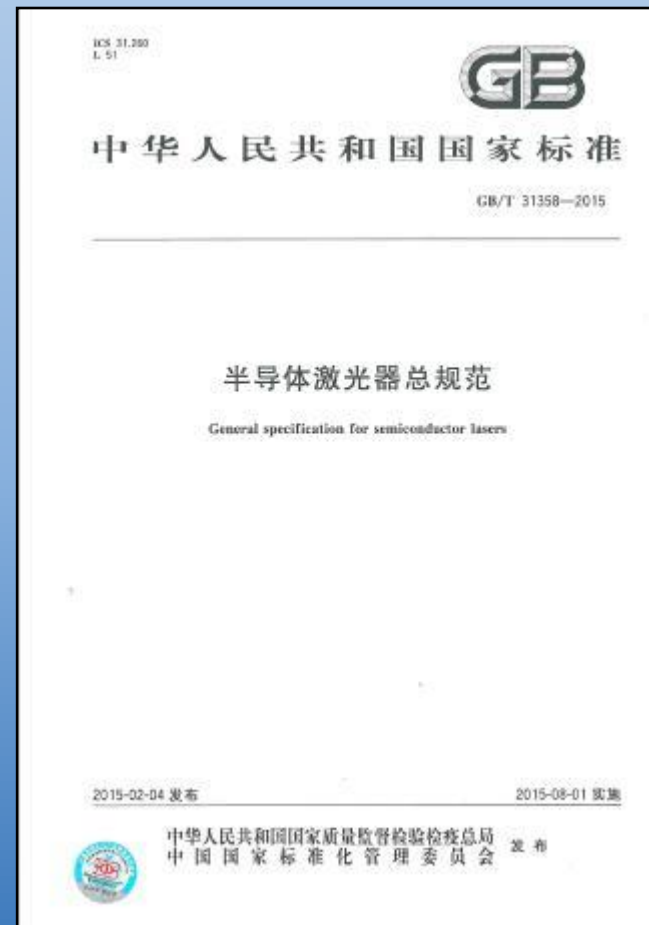 ICS 31.260
L 51
GB
中华人民共和国国家标准
GB/T 31358—2015
半导体激光器总规范
General specification for semiconductor lasers
2015-02-04 发布
2015-08-01 实施
中华人民共和国国家质量监督检验检疫总局
中国国家标准化管理委员会
发布